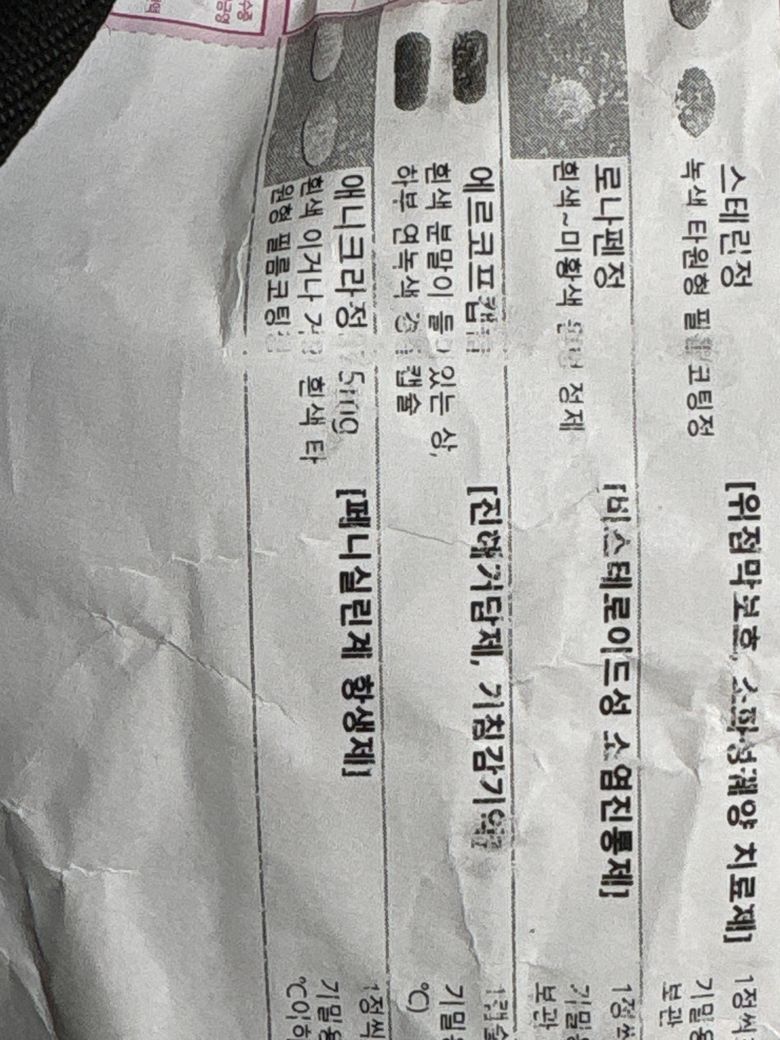 스테린정
녹색 타원형 필름코팅정
[위점막보호, 소화성궤양 치료제]
1정씩
기밀용
보관
로나펜정
흰색~미황색 정제
[비스테로이드성 소염진통제]
1정씩
기밀용
보관
에르코프캡슐
흰색 분말이 들어있는 상,
하부 연녹색 경질캡슐
[진해거담제, 기침감기약]
1캡슐
기밀용
℃)
애니크라정
흰색 이거나 거의 흰색 타
원형 필름코팅정
[페니실린계 항생제]
1정씩
기밀용
℃이하